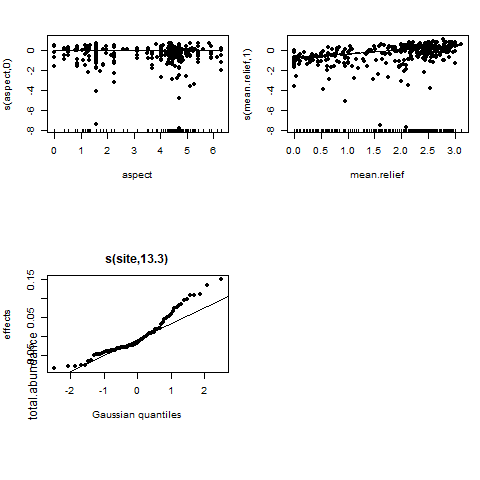 s(aspect,0)
0
-2
-4
-6
-8
0 1 2 3 4 5 6
aspect
s(mean.relief,1)
0
-2
-4
-6
-8
0.0 0.5 1.0 1.5 2.0 2.5 3.0
mean.relief
s(site,13.3)
effects
total.abundance
0.15
0.05
-2 -1 0 1 2
Gaussian quantiles